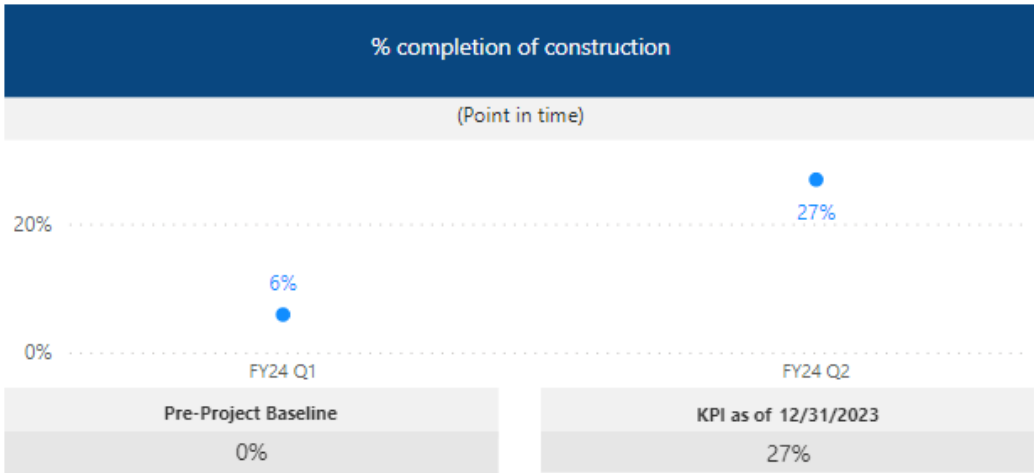 % completion of construction
(Point in time)
27%
20%
6%
0%
FY24 Q1 FY24 Q2
Pre-Project Baseline KPI as of 12/31/2023
0% 27%